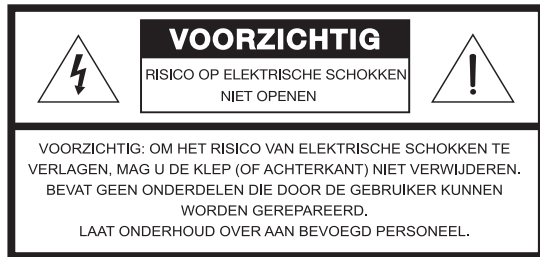 VOORZICHTIG
RISICO OP ELEKTRISCHE SCHOKKEN
NIET OPENEN
VOORZICHTIG: OM HET RISICO VAN ELEKTRISCHE SCHOKKEN TE
VERLAGEN, MAG U DE KLEP (OF ACHTERKANT) NIET VERWIJDEREN.
BEVAT GEEN ONDERDELEN DIE DOOR DE GEBRUIKER KUNNEN
WORDEN GEREPAREERD.
LAAT ONDERHOUD OVER AAN BEVOEGD PERSONEEL.